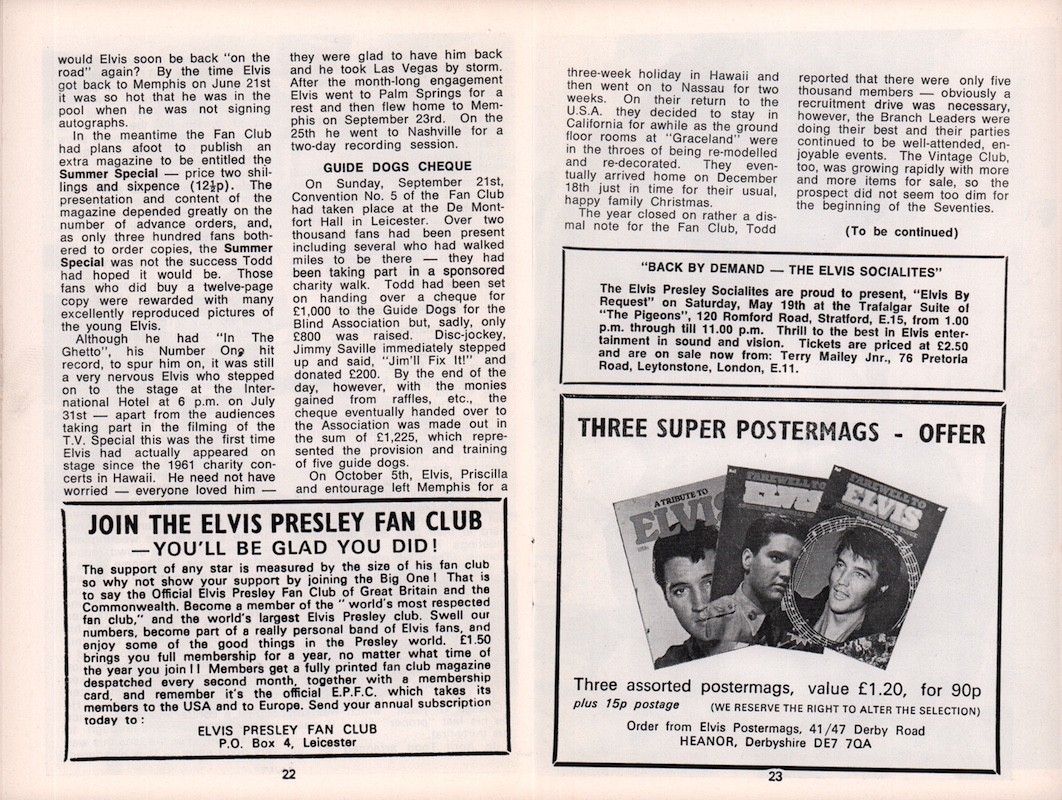 would Elvis soon be back "on the
road" again? By the time Elvis
got back to Memphis on June 21st
it was so hot that he was in the
pool when he was not signing
autographs.
In the meantime the Fan Club
had plans afoot to publish an
extra magazine to be entitled the
Summer Special — price two shil-
lings and sixpence (12½p). The
presentation and content of the
magazine depended greatly on the
number of advance orders, and,
as only three hundred fans both-
ered to order copies, the Summer
Special was not the success Todd
had hoped it would be. Those
fans who did buy a twelve-page
copy were rewarded with many
excellently reproduced pictures of
the young Elvis.
Although he had "In The
Ghetto", his Number One hit
record, to spur him on, it was still
a very nervous Elvis who stepped
on to the stage at the Inter-
national Hotel at 6 p.m. on July
31st — apart from the audiences
taking part in the filming of the
T.V. Special this was the first time
Elvis had actually appeared on
stage since the 1961 charity con-
certs in Hawaii. He need not have
worried — everyone loved him —
they were glad to have him back
and he took Las Vegas by storm.
After the month-long engagement
Elvis went to Palm Springs for a
rest and then flew home to Mem-
phis on September 23rd. On the
25th he went to Nashville for a
two-day recording session.
GUIDE DOGS CHEQUE
On Sunday, September 21st,
Convention No. 5 of the Fan Club
had taken place at the De Mont-
fort Hall in Leicester. Over two
thousand fans had been present
including several who had walked
miles to be there — they had
been taking part in a sponsored
charity walk. Todd had been set
on handing over a cheque for
£1,000 to the Guide Dogs for the
Blind Association but, sadly, only
£800 was raised. Disc-jockey,
Jimmy Saville immediately stepped
up and said, "Jim'll Fix It!" and
donated £200. By the end of the
day, however, with the monies
gained from raffles, etc., the
cheque eventually handed over to
the Association was made out in
the sum of £1,225, which repre-
sented the provision and training
of five guide dogs.
On October 5th, Elvis, Priscilla
and entourage left Memphis for a
JOIN THE ELVIS PRESLEY FAN CLUB
—YOU'LL BE GLAD YOU DID!
The support of any star is measured by the size of his fan club
so why not show your support by joining the Big One! That is
to say the Official Elvis Presley Fan Club of Great Britain and the
Commonwealth. Become a member of the "world's most respected
fan club," and the world's largest Elvis Presley club. Swell our
numbers, become part of a really personal band of Elvis fans, and
enjoy some of the good things in the Presley world. £1.50
brings you full membership for a year, no matter what time of
the year you join!! Members get a fully printed fan club magazine
despatched every second month, together with a membership
card, and remember it's the official E.P.F.C. which takes its
members to the USA and to Europe. Send your annual subscription
today to:
ELVIS PRESLEY FAN CLUB
P.O. Box 4, Leicester
22
three-week holiday in Hawaii and
then went on to Nassau for two
weeks. On their return to the
U.S.A. they decided to stay in
California for awhile as the ground
floor rooms at "Graceland" were
in the throes of being re-modelled
and re-decorated. They even-
tually arrived home on December
18th just in time for their usual,
happy family Christmas.
The year closed on rather a dis-
mal note for the Fan Club, Todd
reported that there were only five
thousand members — obviously a
recruitment drive was necessary,
however, the Branch Leaders were
doing their best and their parties
continued to be well-attended, en-
joyable events. The Vintage Club,
too, was growing rapidly with more
and more items for sale, so the
prospect did not seem too dim for
the beginning of the Seventies.
(To be continued)
"BACK BY DEMAND — THE ELVIS SOCIALITES"
The Elvis Presley Socialites are proud to present, "Elvis By
Request" on Saturday, May 19th at the Trafalgar Suite of
"The Pigeons", 120 Romford Road, Stratford, E.15, from 1.00
p.m. through till 11.00 p.m. Thrill to the best in Elvis enter-
tainment in sound and vision. Tickets are priced at £2.50
and are on sale now from: Terry Mailey Jnr., 76 Pretoria
Road, Leytonstone, London, E.11.
THREE SUPER POSTERMAGS - OFFER
A TRIBUTE TO
ELVIS
FAREWELL TO
ELVIS
FAREWELL TO
ELVIS
Three assorted postermags, value £1.20, for 90p
plus 15p postage (WE RESERVE THE RIGHT TO ALTER THE SELECTION)
Order from Elvis Postermags, 41/47 Derby Road
HEANOR, Derbyshire DE7 7QA
23